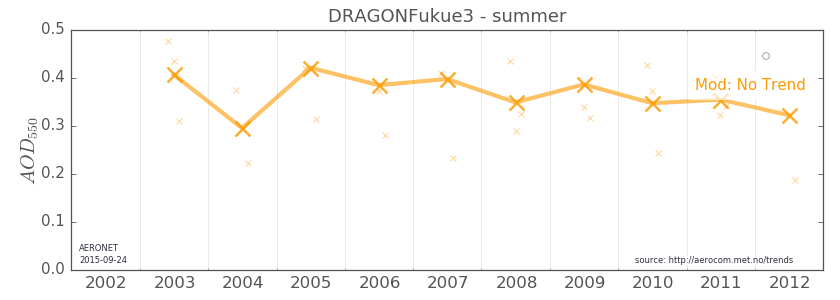 DRAGONFukue3 - summer
0.5
0.4
0.3
0.2
0.1
0.0
AOD550
Mod: No Trend
AERONET
2015-09-24
source: http://aerocom.met.no/trends
2002 2003 2004 2005 2006 2007 2008 2009 2010 2011 2012